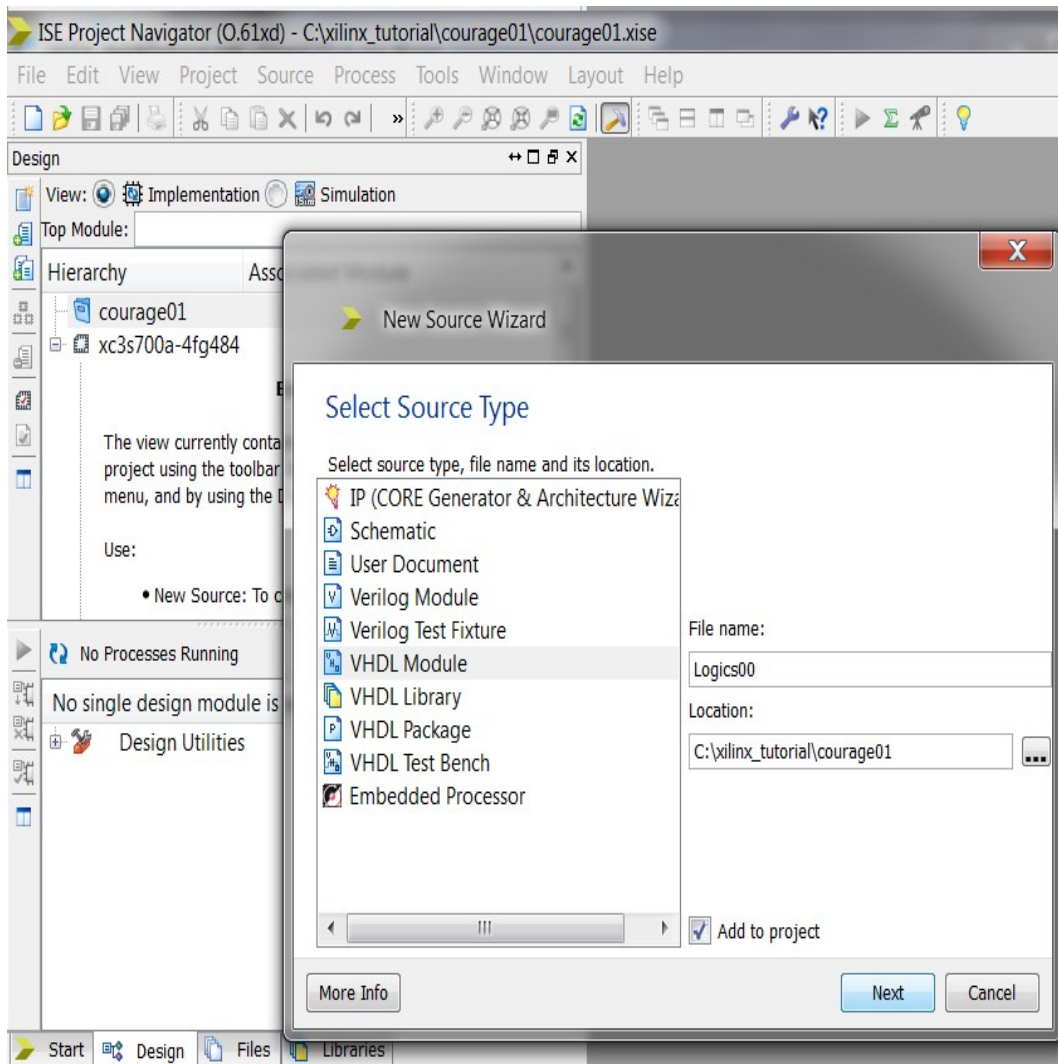 ISE Project Navigator (O.61xd) - C:\xilinx_tutorial\courage01\courage01.xise
File Edit View Project Source Process Tools Window Layout Help
Design
View: Implementation Simulation
Top Module:
Hierarchy
courage01
xc3s700a-4fg484
The view currently
project using the toolbar
menu, and by using the
Use:
• New Source: To
No Processes Running
No single design module is
Design Utilities
Start Design Files Libraries
New Source Wizard
Select Source Type
Select source type, file name and its location.
IP (CORE Generator & Architecture
Schematic
User Document
Verilog Module
Verilog Test Fixture
VHDL Module
VHDL Library
VHDL Package
VHDL Test Bench
Embedded Processor
File name:
Logics00
Location:
C:\xilinx_tutorial\courage01
...
Add to project
More Info Next Cancel